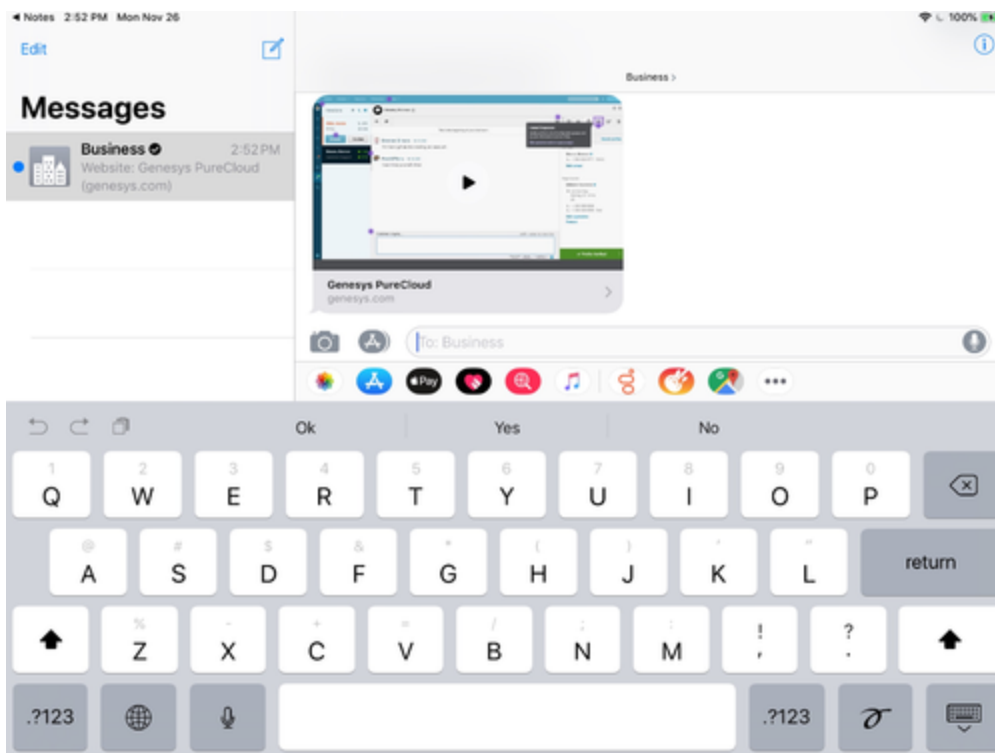 Notes 2:52 PM Mon Nov 26
100%
Edit
Messages
Business
2:52 PM
Website: Genesys PureCloud
(genesys.com)
Business >
Genesys PureCloud
genesys.com
To: Business
Pay
G
Ok Yes No
1 2 3 4 5 6 7 8 9 0
Q W E R T Y U I O P
@ # $ & * ( ) ' "
A S D F G H J K L return
% - + = / ; : ! ?
Z X C V B N M , .
.?123 .?123